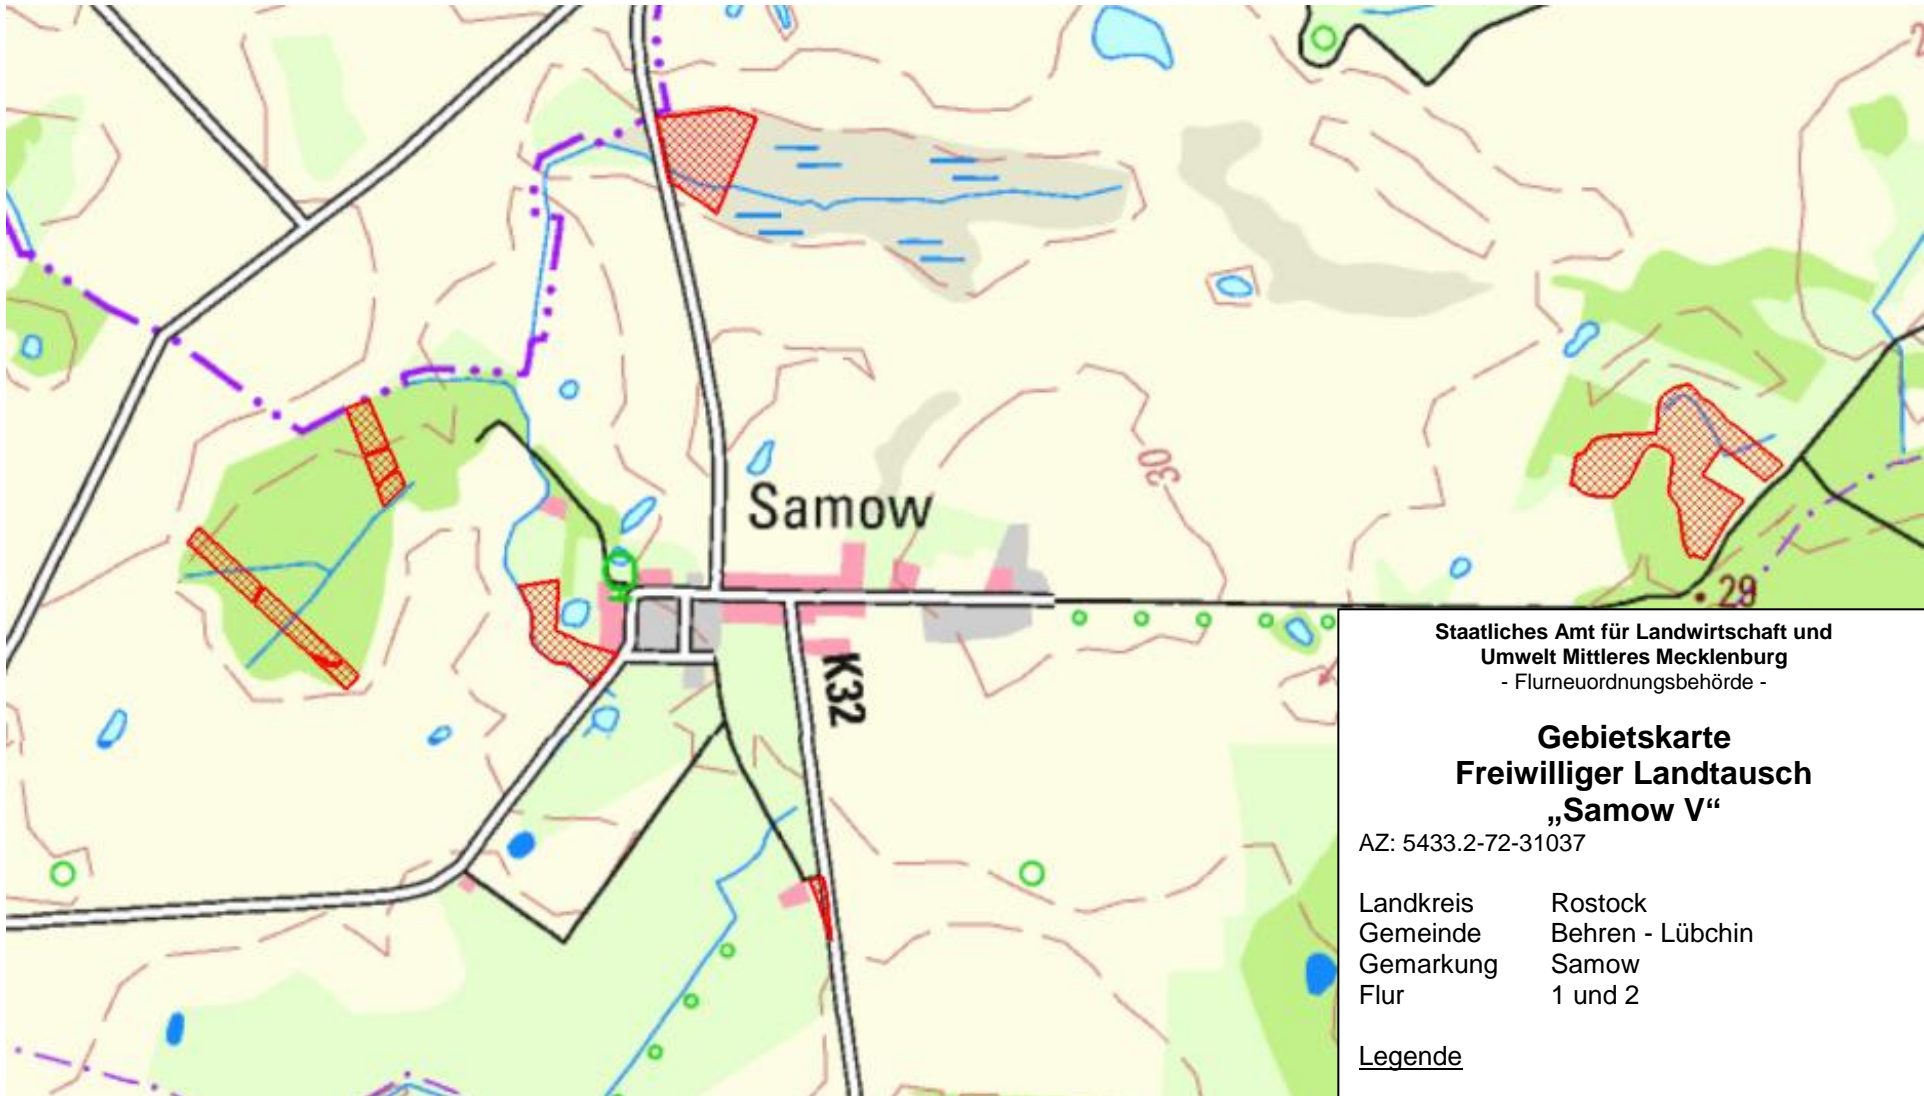 2
Samow
30
29
K32
Staatliches Amt für Landwirtschaft und
Umwelt Mittleres Mecklenburg
- Flurneuordnungsbehörde -
Gebietskarte
Freiwilliger Landtausch
„Samow V“
AZ: 5433.2-72-31037
Landkreis Rostock
Gemeinde Behren - Lübchin
Gemarkung Samow
Flur 1 und 2
Legende